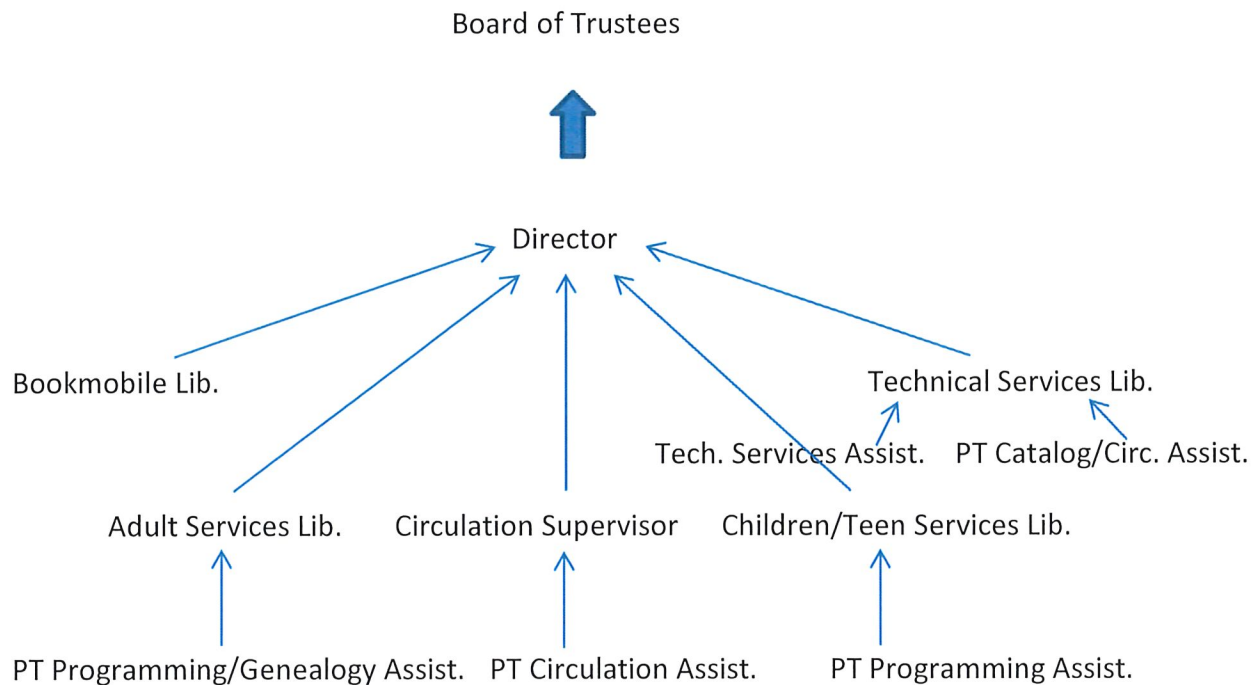 Board of Trustees
Director
Bookmobile Lib.
Technical Services Lib.
Tech. Services Assist.
PT Catalog/Circ. Assist.
Adult Services Lib.
Circulation Supervisor
Children/Teen Services Lib.
PT Programming/Genealogy Assist.
PT Circulation Assist.
PT Programming Assist.